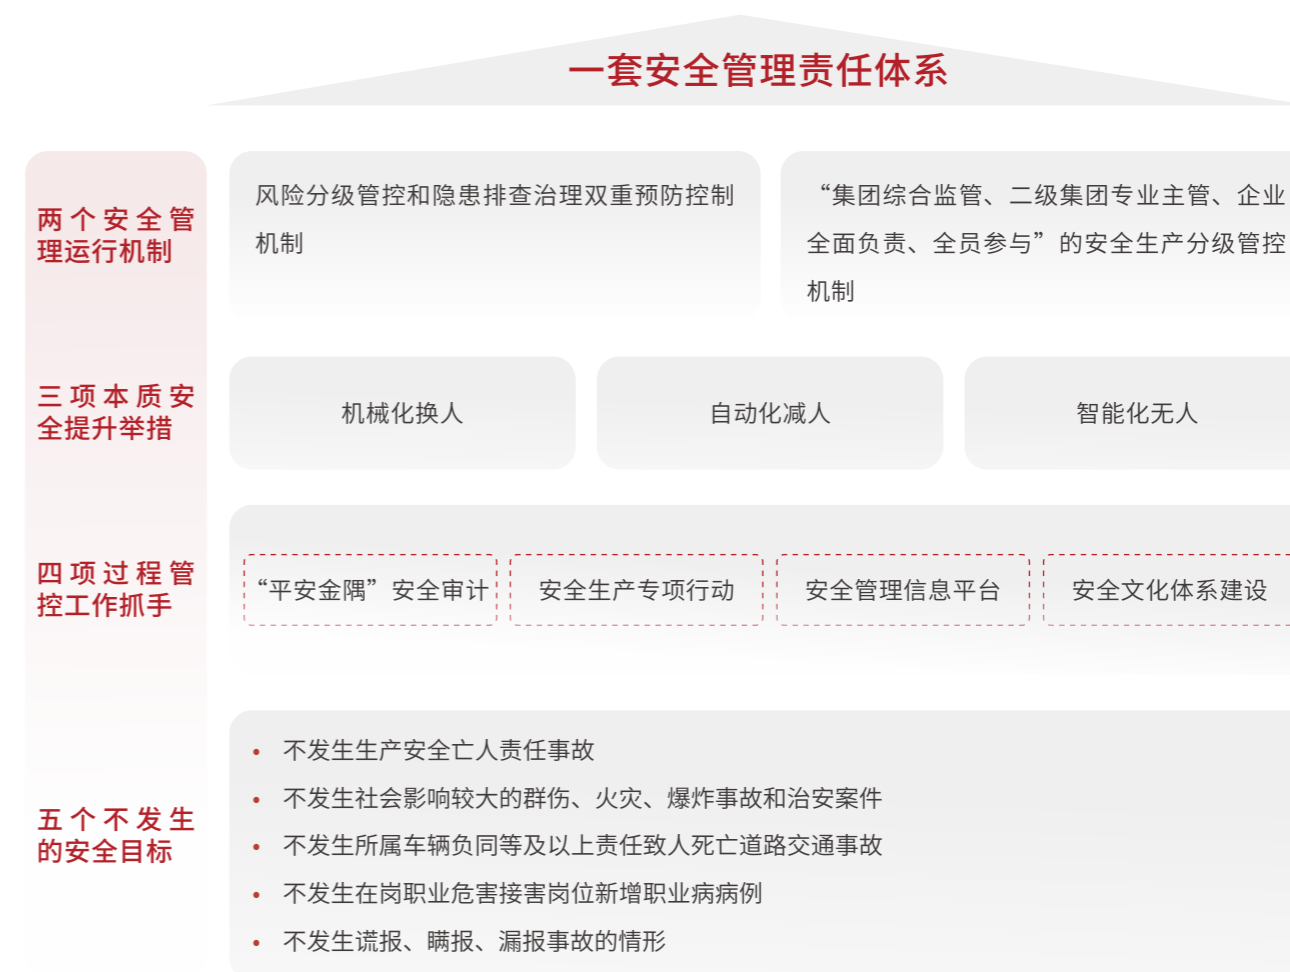 一套安全管理责任体系
两个安全管
理运行机制
风险分级管控和隐患排查治理双重预防控制
机制
“集团综合监管、二级集团专业主管、企业
全面负责、全员参与”的安全生产分级管控
机制
三项本质安
全提升举措
机械化换人
自动化减人
智能化无人
四项过程管
控工作抓手
“平安金隅”安全审计
安全生产专项行动
安全管理信息平台
安全文化体系建设
五个不发生
的安全目标
• 不发生生产安全亡人责任事故
• 不发生社会影响较大的群伤、火灾、爆炸事故和治安案件
• 不发生所属车辆负同等及以上责任致人死亡道路交通事故
• 不发生在岗职业危害接害岗位新增职业病病例
• 不发生谎报、瞒报、漏报事故的情形